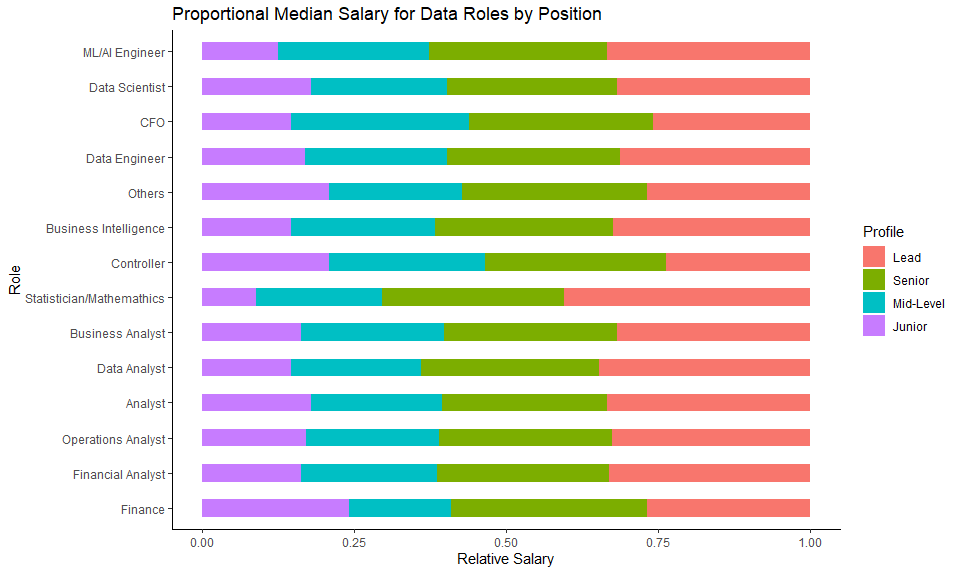 Proportional Median Salary for Data Roles by Position
ML/AI Engineer
Data Scientist
CFO
Data Engineer
Others
Business Intelligence
Controller
Statistician/Mathemathics
Business Analyst
Data Analyst
Analyst
Operations Analyst
Financial Analyst
Finance
Role
0.00 0.25 0.50 0.75 1.00
Relative Salary
Profile
Lead
Senior
Mid-Level
Junior